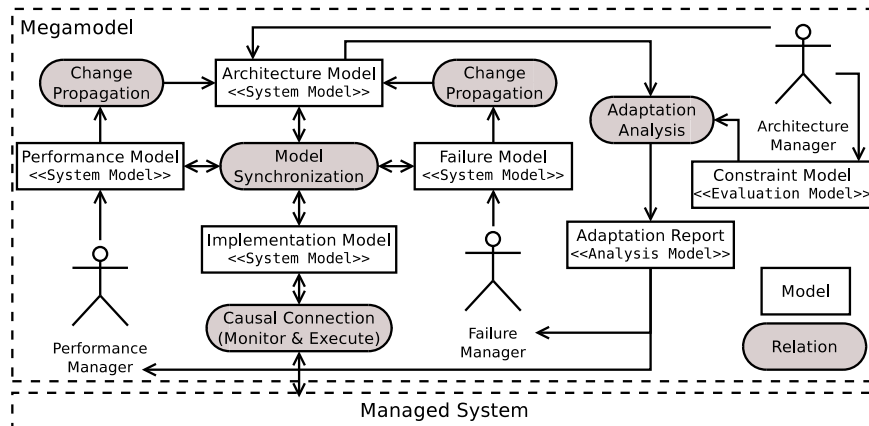 Megamodel
Change
Propagation
Architecture Model
<<System Model>>
Change
Propagation
Adaptation
Analysis
Architecture
Manager
Performance Model
<<System Model>>
Model
Synchronization
Failure Model
<<System Model>>
Constraint Model
<<Evaluation Model>>
Implementation Model
<<System Model>>
Adaptation Report
<<Analysis Model>>
Model
Causal Connection
(Monitor & Execute)
Failure
Manager
Relation
Performance
Manager
Managed System